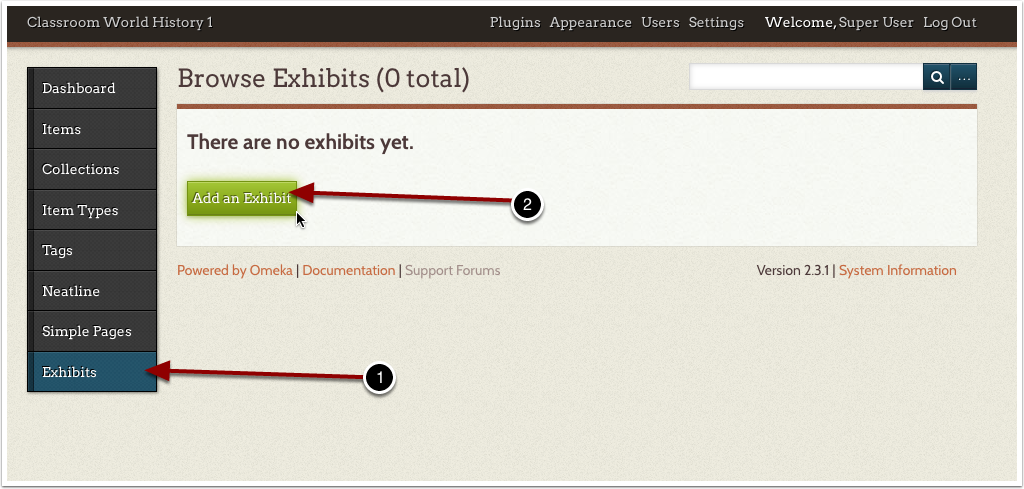 Classroom World History 1
Plugins Appearance Users Settings Welcome, Super User Log Out
Browse Exhibits (0 total)
...
Dashboard
Items
Collections
Item Types
Tags
Neatline
Simple Pages
Exhibits
There are no exhibits yet.
Add an Exhibit
2
1
Powered by Omeka | Documentation | Support Forums
Version 2.3.1 | System Information